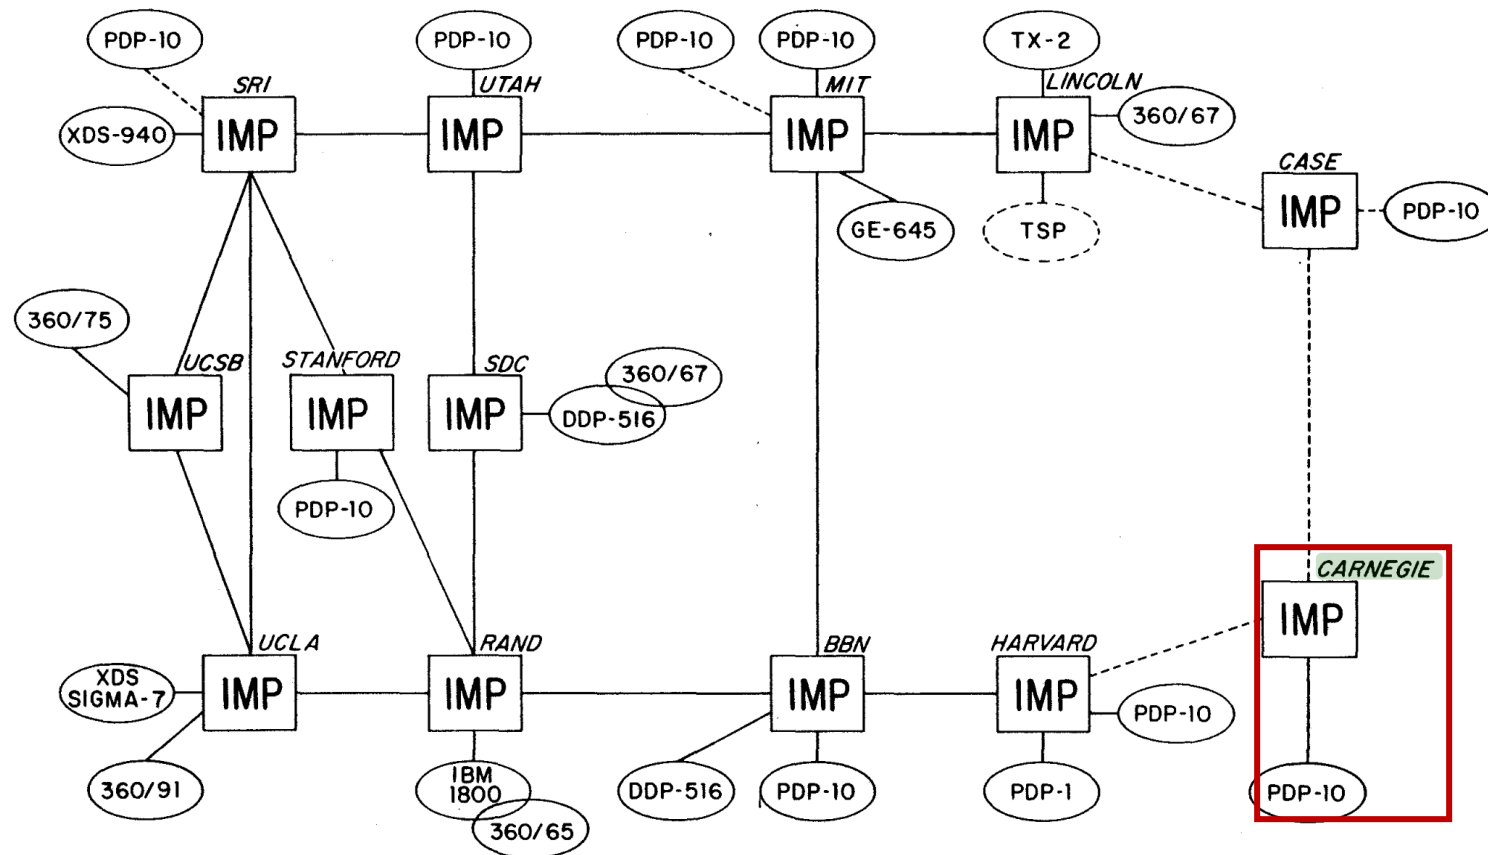 PDP-10
PDP-10
PDP-10
PDP-10
TX-2
SRI
UTAH
MIT
LINCOLN
XDS-940
IMP
IMP
IMP
IMP
360/67
CASE
IMP
PDP-10
GE-645
TSP
360/75
UCSB
STANFORD
SDC
360/67
IMP
IMP
IMP
DDP-516
PDP-10
CARNEGIE
IMP
UCLA
RAND
BBN
HARVARD
XDS
SIGMA-7
IMP
IMP
IMP
IMP
PDP-10
360/91
IBM
1800
360/65
DDP-516
PDP-10
PDP-1
PDP-10